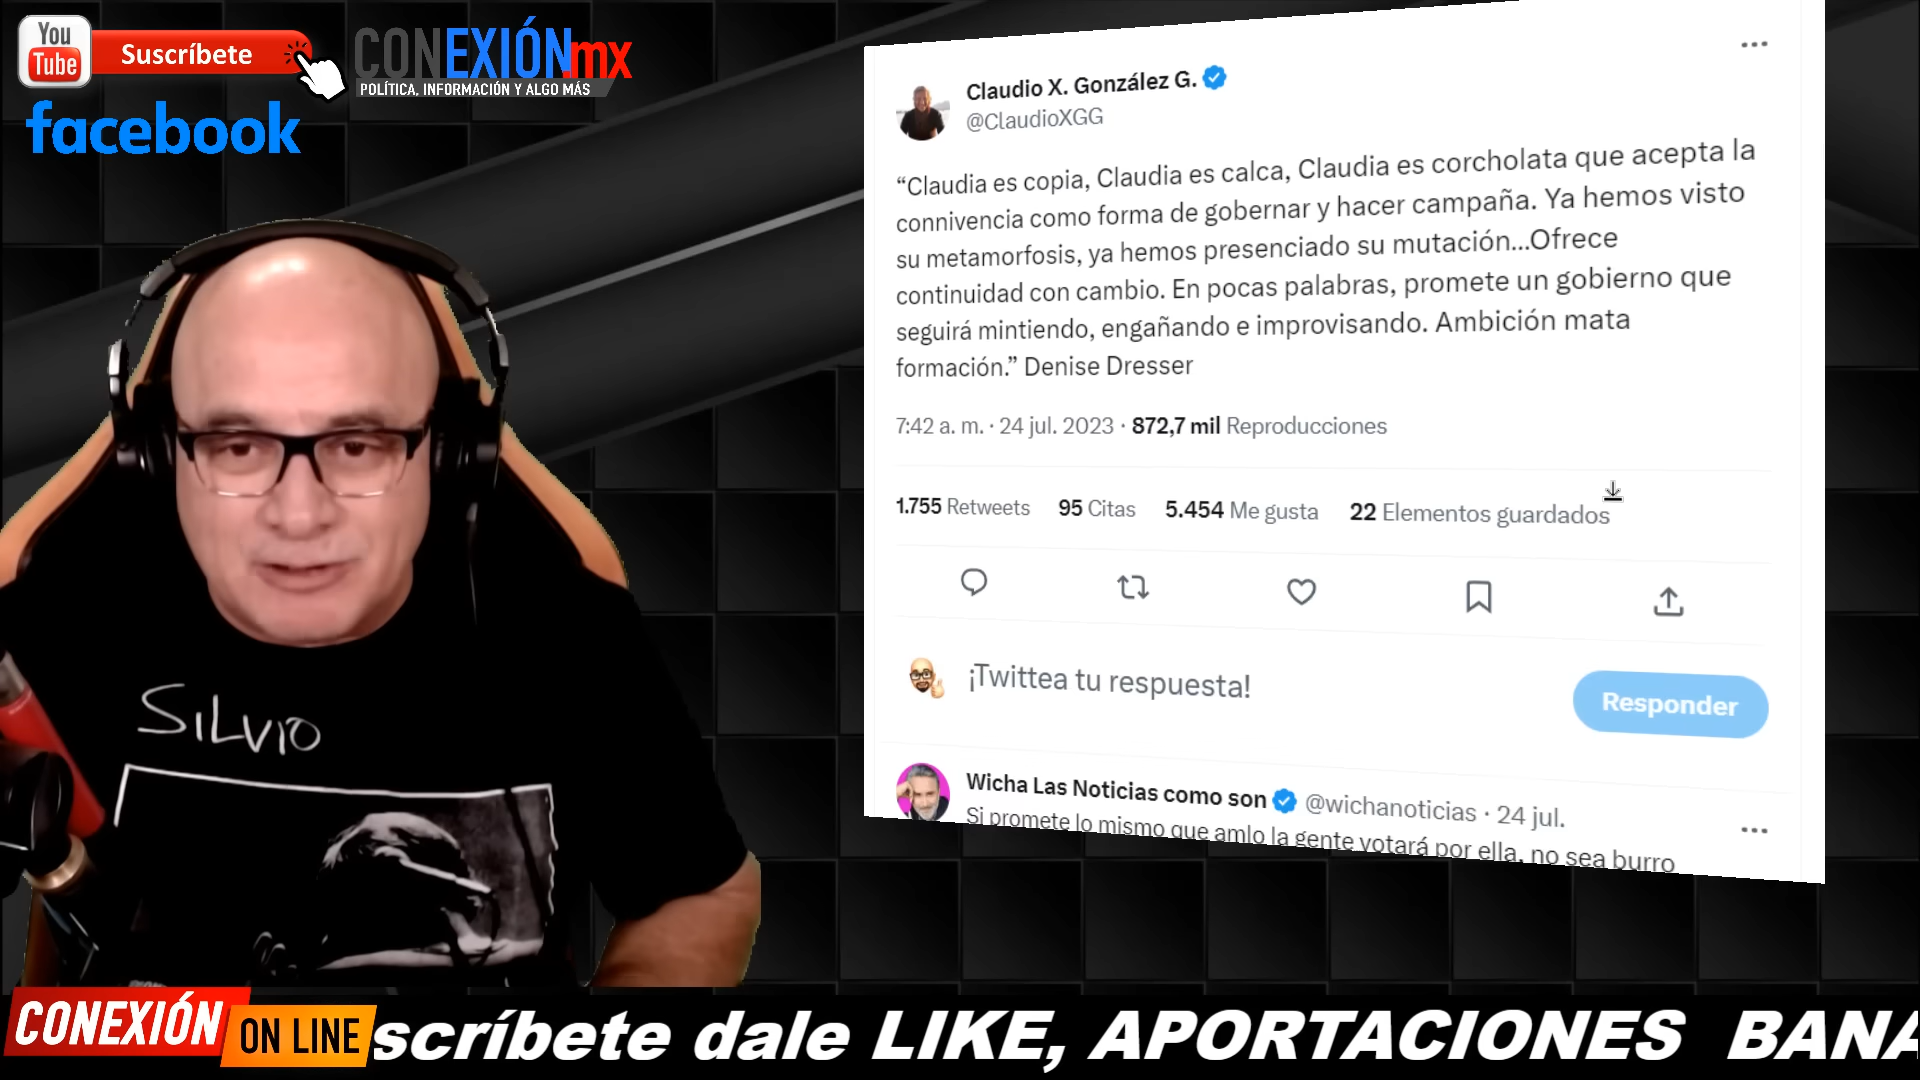 You
Tube
Suscríbete
CONEXIÓNmx
POLÍTICA, INFORMACIÓN Y ALGO MÁS
facebook
Claudio X. González G.
@ClaudioXGG
“Claudia es copia, Claudia es calca, Claudia es corcholata que acepta la
connivencia como forma de gobernar y hacer campaña. Ya hemos visto
su metamorfosis, ya hemos presenciado su mutación...Ofrece
continuidad con cambio. En pocas palabras, promete un gobierno que
seguirá mintiendo, engañando e improvisando. Ambición mata
formación.” Denise Dresser
7:42 a. m. · 24 jul. 2023 · 872,7 mil Reproducciones
1.755 Retweets 95 Citas 5.454 Me gusta 22 Elementos guardados
¡Twittea tu respuesta!
Responder
Wicha Las Noticias como son @wichanoticias · 24 jul.
Si promete lo mismo que amlo la gente votará por ella, no sea burro
SILVIO
CONEXIÓN
ON LINE
scríbete dale LIKE, APORTACIONES BANA